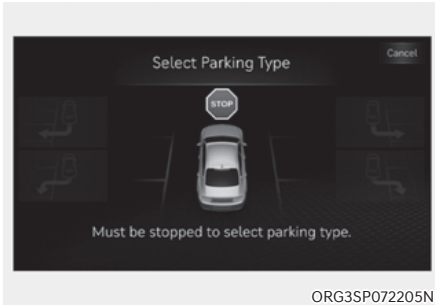 Cancel
Select Parking Type
STOP
Must be stopped to select parking type.
ORG3SP072205N